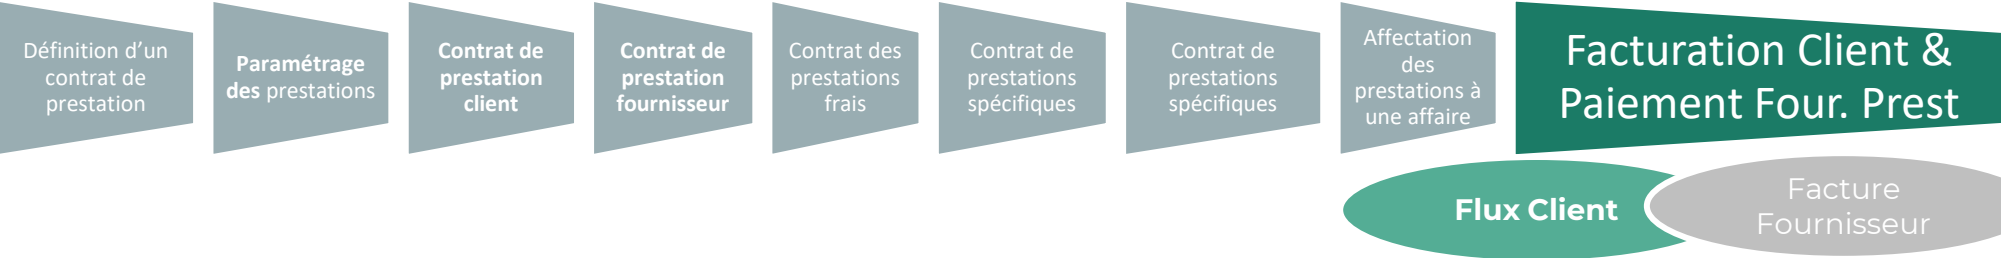 Définition d’un
contrat de
prestation
Paramétrage
des prestations
Contrat de
prestation
client
Contrat de
prestation
fournisseur
Contrat des
prestations
frais
Contrat de
prestations
spécifiques
Contrat de
prestations
spécifiques
Affectation
des
prestations à
une affaire
Facturation Client &
Paiement Four. Prest
Flux Client
Facture
Fournisseur